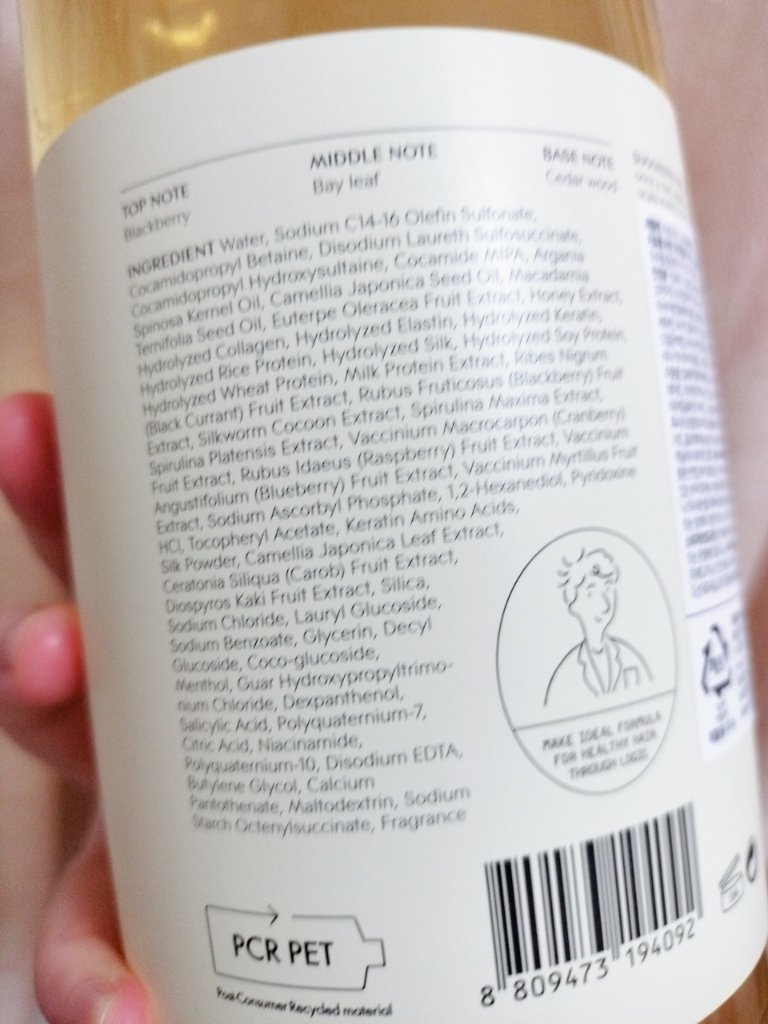 TOP NOTE
Blackberry
MIDDLE NOTE
Bay leaf
BASE NOTE
Cedar wood
INGREDIENT Water, Sodium C14-16 Olefin Sulfonate,
Cocamidopropyl Betaine, Disodium Laureth Sulfosuccinate,
Cocamidopropyl Hydroxysultaine, Cocamide MIPA, Argania
Spinosa Kernel Oil, Camellia Japonica Seed Oil, Macadamia
Ternifolia Seed Oil, Euterpe Oleracea Fruit Extract, Honey Extract,
Hydrolyzed Collagen, Hydrolyzed Elastin, Hydrolyzed Keratin,
Hydrolyzed Rice Protein, Hydrolyzed Silk, Hydrolyzed Soy Protein,
Hydrolyzed Wheat Protein, Milk Protein Extract, Ribes Nigrum
(Black Currant) Fruit Extract, Rubus Fruticosus (Blackberry) Fruit
Extract, Silkworm Cocoon Extract, Spirulina Maxima Extract,
Spirulina Platensis Extract, Vaccinium Macrocarpon (Cranberry)
Fruit Extract, Rubus Idaeus (Raspberry) Fruit Extract, Vaccinium
Angustifolium (Blueberry) Fruit Extract, Vaccinium Myrtillus Fruit
Extract, Sodium Ascorbyl Phosphate, 1,2-Hexanediol, Pyridoxine
HCl, Tocopheryl Acetate, Keratin Amino Acids,
Silk Powder, Camellia Japonica Leaf Extract,
Ceratonia Siliqua (Carob) Fruit Extract,
Diospyros Kaki Fruit Extract, Silica,
Sodium Chloride, Lauryl Glucoside,
Sodium Benzoate, Glycerin, Decyl
Glucoside, Coco-glucoside,
Menthol, Guar Hydroxypropyltrimo-
nium Chloride, Dexpanthenol,
Salicylic Acid, Polyquaternium-7,
Citric Acid, Niacinamide,
Polyquaternium-10, Disodium EDTA,
Butylene Glycol, Calcium
Pantothenate, Maltodextrin, Sodium
Starch Octenylsuccinate, Fragrance
MAKE IDEAL FORMULA
FOR HEALTHY HAIR
THROUGH LOGIC
PCR PET
Post-Consumer Recycled material
8 809473 194092